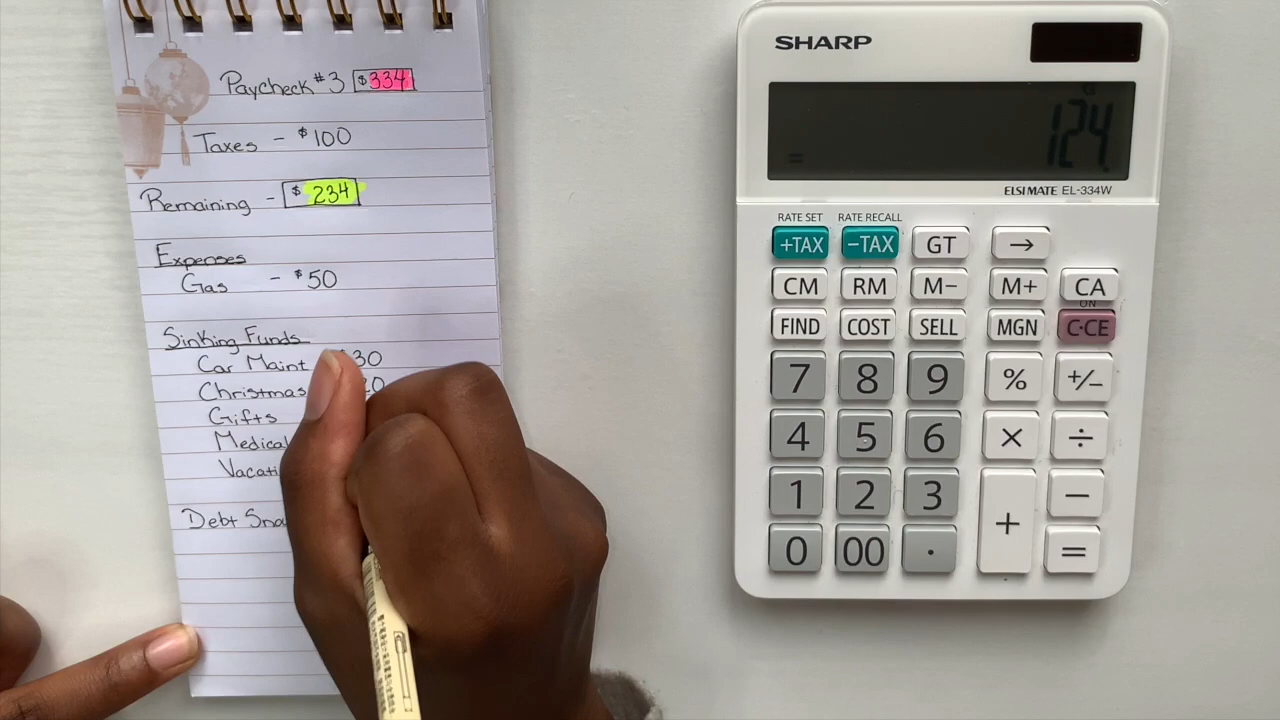 Paycheck #3 $334
Taxes - $100
Remaining - $234
Expenses
Gas - $50
Sinking Funds
Car Maint $30
Christmas
Gifts
Medical
Debt
SHARP
124.
=
G
ELSIMATE EL-334W
RATE SET RATE RECALL
+TAX -TAX GT →
CM RM M- M+ CA
ON
FIND COST SELL MGN C·CE
7 8 9 % +/-
4 5 6 × ÷
1 2 3 + -
0 00 · =